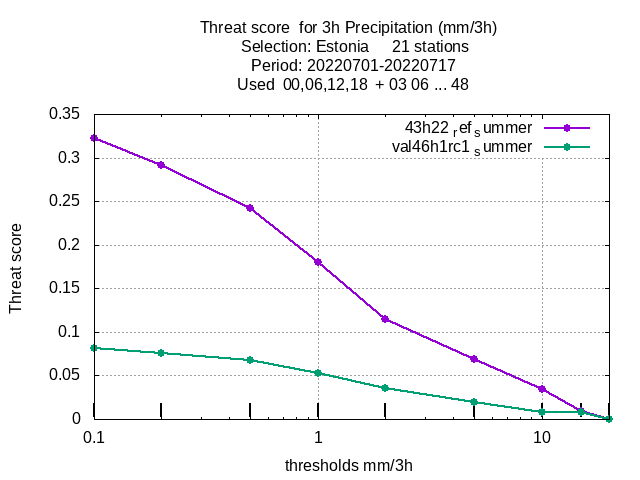 Threat score  for 3h Precipitation (mm/3h)
Selection: Estonia     21 stations
Period: 20220701-20220717
Used  00,06,12,18  + 03 06 ... 48
0.35
43h22 ref summer
val46h1rc1 summer
0.3
0.25
0.2
0.15
0.1
0.05
0
Threat score
0.1
1
10
thresholds mm/3h